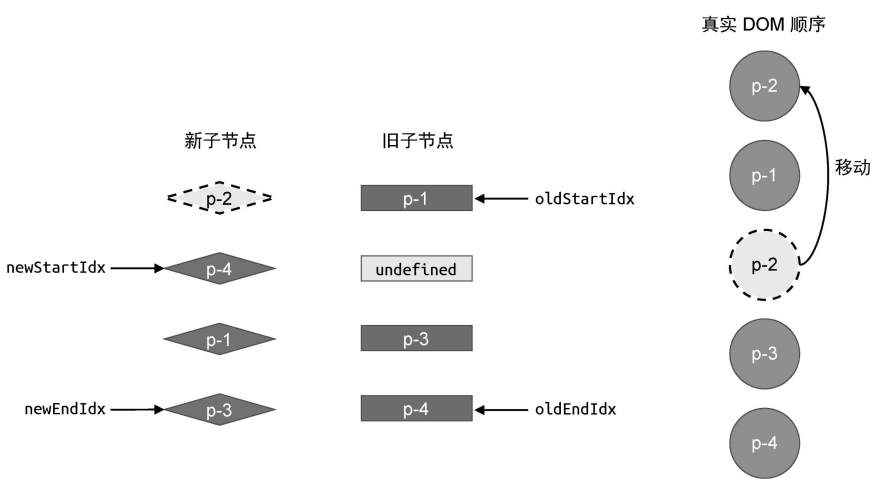 真实 DOM 顺序
p-2
新子节点
旧子节点
移动
p-2
p-1
oldStartIdx
p-1
newStartIdx
p-4
undefined
p-2
p-1
p-3
p-3
newEndIdx
p-3
p-4
oldEndIdx
p-4